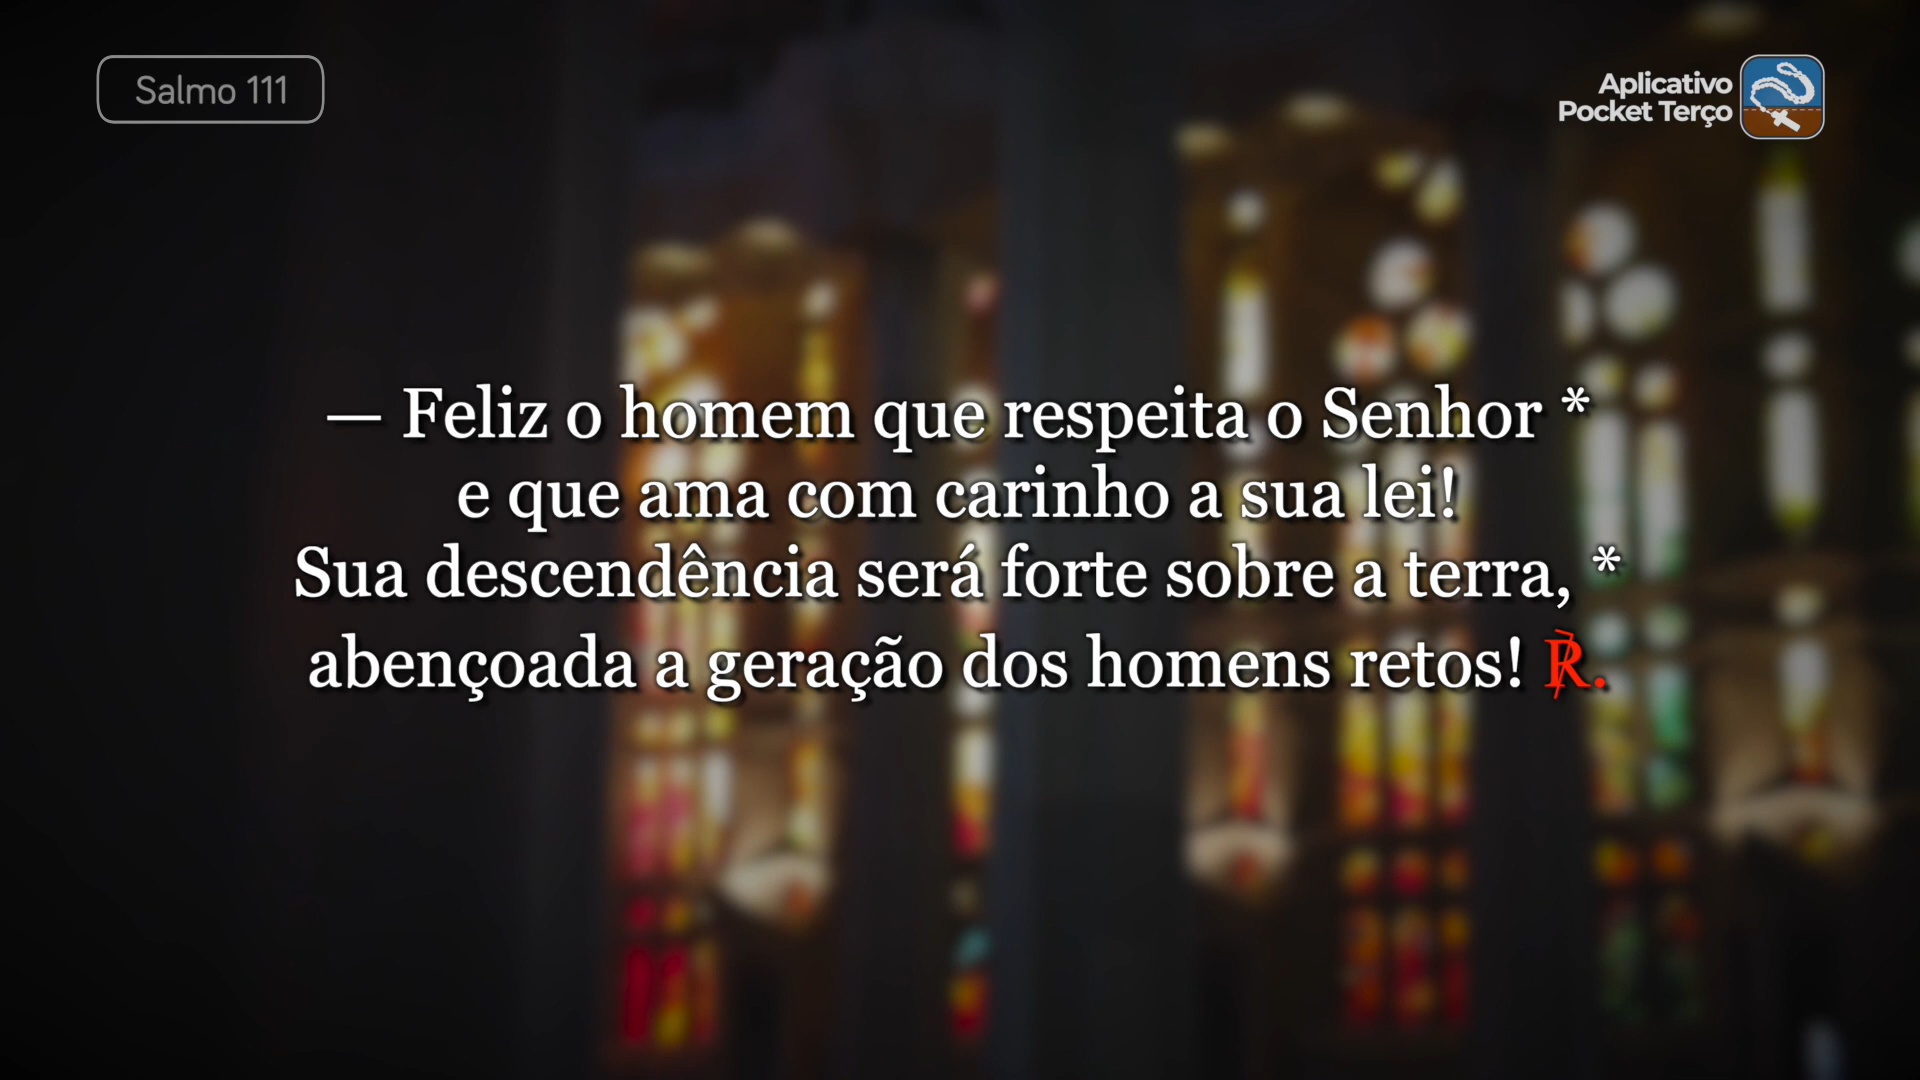 Salmo 111
Aplicativo
Pocket Terço
— Feliz o homem que respeita o Senhor *
e que ama com carinho a sua lei!
Sua descendência será forte sobre a terra, *
abençoada a geração dos homens retos! ℟.